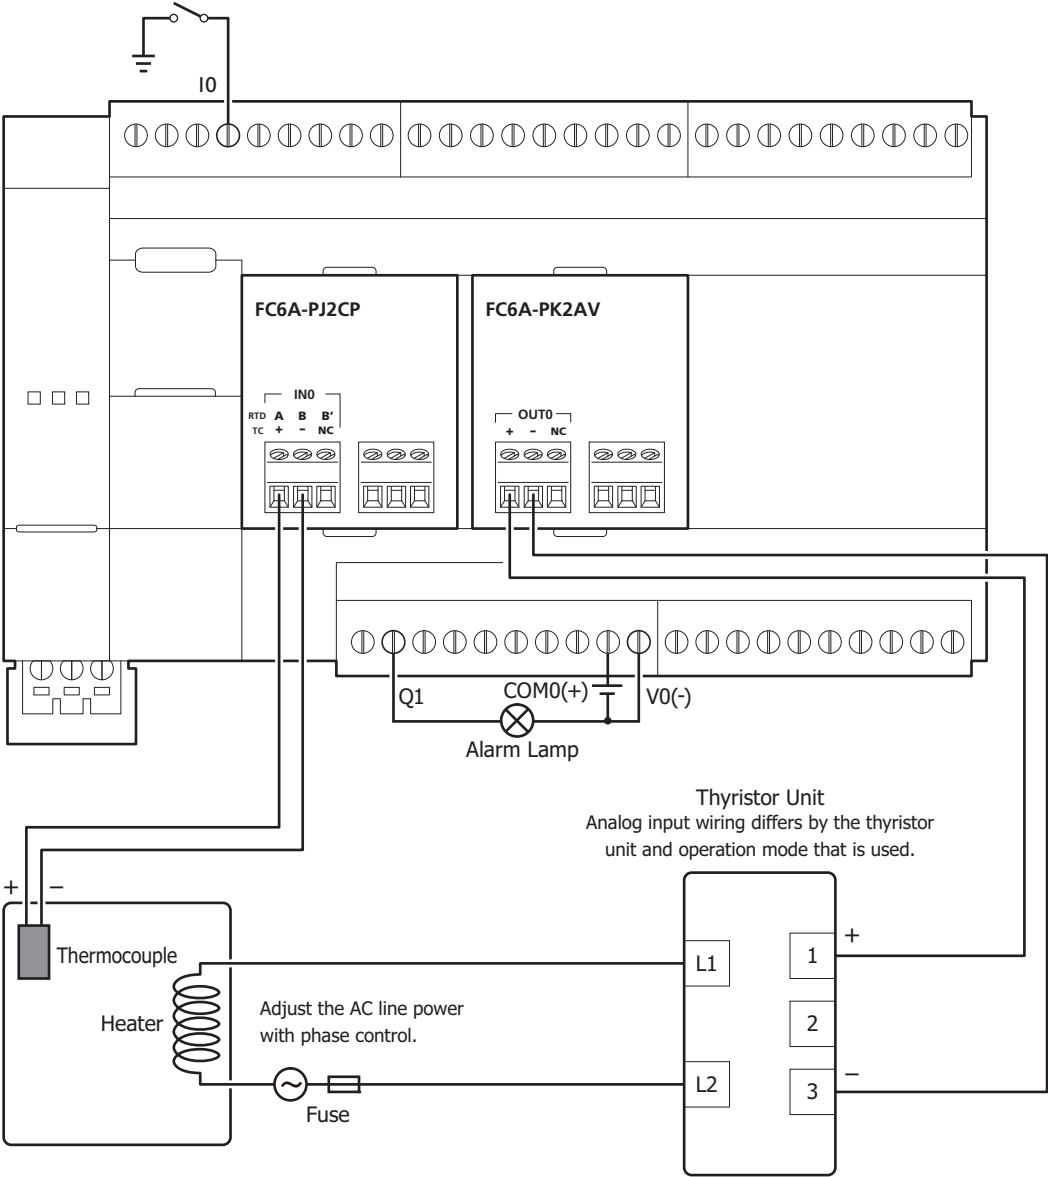 I0
FC6A-PJ2CP
FC6A-PK2AV
IN0
RTD A B B'
TC + − NC
OUT0
+ − NC
Q1
COM0(+)
V0(-)
Alarm Lamp
Thyristor Unit
Analog input wiring differs by the thyristor
unit and operation mode that is used.
+ −
Thermocouple
Heater
Adjust the AC line power
with phase control.
Fuse
L1
L2
1
+
2
3
−